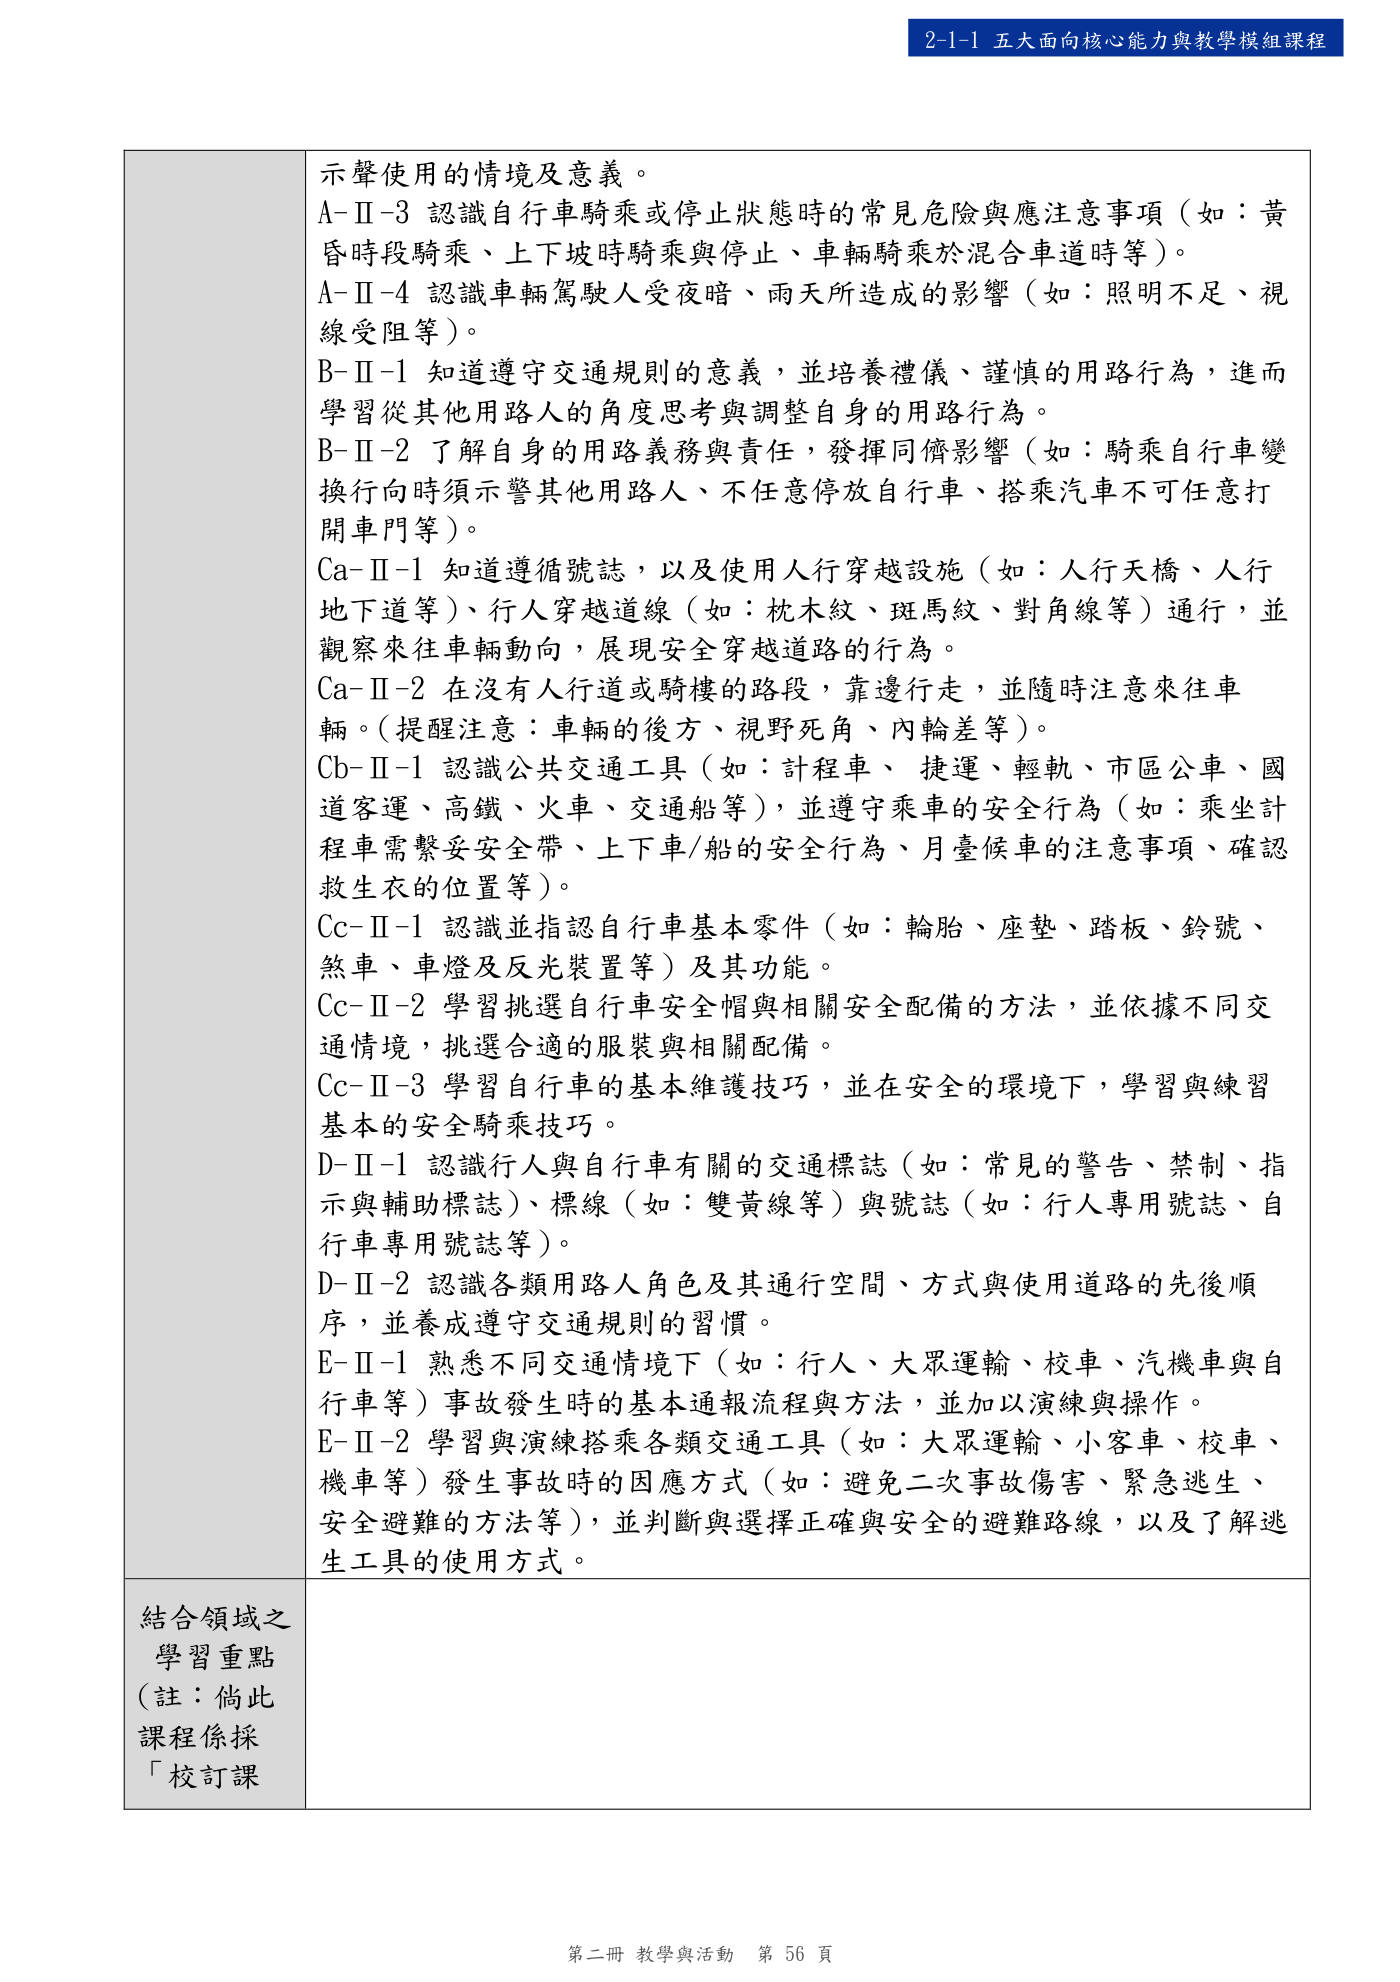 2-1-1 五大面向核心能力與教學模組課程
示聲使用的情境及意義。
A-Ⅱ-3 認識自行車騎乘或停止狀態時的常見危險與應注意事項（如：黃
昏時段騎乘、上下坡時騎乘與停止、車輛騎乘於混合車道時等）。
A-Ⅱ-4 認識車輛駕駛人受夜暗、雨天所造成的影響（如：照明不足、視
線受阻等）。
B-Ⅱ-1 知道遵守交通規則的意義，並培養禮儀、謹慎的用路行為，進而
學習從其他用路人的角度思考與調整自身的用路行為。
B-Ⅱ-2 了解自身的用路義務與責任，發揮同儕影響（如：騎乘自行車變
換行向時須示警其他用路人、不任意停放自行車、搭乘汽車不可任意打
開車門等）。
Ca-Ⅱ-1 知道遵循號誌，以及使用人行穿越設施（如：人行天橋、人行
地下道等）、行人穿越道線（如：枕木紋、斑馬紋、對角線等）通行，並
觀察來往車輛動向，展現安全穿越道路的行為。
Ca-Ⅱ-2 在沒有人行道或騎樓的路段，靠邊行走，並隨時注意來往車
輛。（提醒注意：車輛的後方、視野死角、內輪差等）。
Cb-Ⅱ-1 認識公共交通工具（如：計程車、 捷運、輕軌、市區公車、國
道客運、高鐵、火車、交通船等），並遵守乘車的安全行為（如：乘坐計
程車需繫妥安全帶、上下車/船的安全行為、月臺候車的注意事項、確認
救生衣的位置等）。
Cc-Ⅱ-1 認識並指認自行車基本零件（如：輪胎、座墊、踏板、鈴號、
煞車、車燈及反光裝置等）及其功能。
Cc-Ⅱ-2 學習挑選自行車安全帽與相關安全配備的方法，並依據不同交
通情境，挑選合適的服裝與相關配備。
Cc-Ⅱ-3 學習自行車的基本維護技巧，並在安全的環境下，學習與練習
基本的安全騎乘技巧。
D-Ⅱ-1 認識行人與自行車有關的交通標誌（如：常見的警告、禁制、指
示與輔助標誌）、標線（如：雙黃線等）與號誌（如：行人專用號誌、自
行車專用號誌等）。
D-Ⅱ-2 認識各類用路人角色及其通行空間、方式與使用道路的先後順
序，並養成遵守交通規則的習慣。
E-Ⅱ-1 熟悉不同交通情境下（如：行人、大眾運輸、校車、汽機車與自
行車等）事故發生時的基本通報流程與方法，並加以演練與操作。
E-Ⅱ-2 學習與演練搭乘各類交通工具（如：大眾運輸、小客車、校車、
機車等）發生事故時的因應方式（如：避免二次事故傷害、緊急逃生、
安全避難的方法等），並判斷與選擇正確與安全的避難路線，以及了解逃
生工具的使用方式。
結合領域之
學習重點
（註：倘此
課程係採
「校訂課
第二冊 教學與活動 第 56 頁